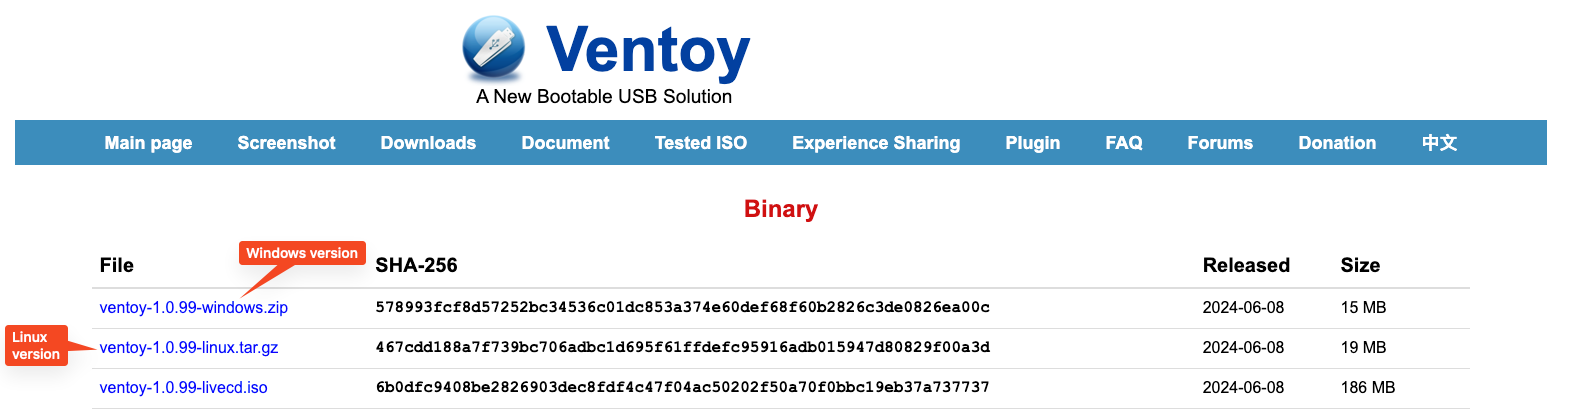 Ventoy
A New Bootable USB Solution
Main page Screenshot Downloads Document Tested ISO Experience Sharing Plugin FAQ Forums Donation 中文
Binary
Windows version
File SHA-256 Released Size
ventoy-1.0.99-windows.zip 578993fcf8d57252bc34536c01dc853a374e60def68f60b2826c3de0826ea00c 2024-06-08 15 MB
Linux
version
ventoy-1.0.99-linux.tar.gz 467cdd188a7f739bc706adbc1d695f61ffdefc95916adb015947d80829f00a3d 2024-06-08 19 MB
ventoy-1.0.99-livecd.iso 6b0dfc9408be2826903dec8fdf4c47f04ac50202f50a70f0bbc19eb37a737737 2024-06-08 186 MB